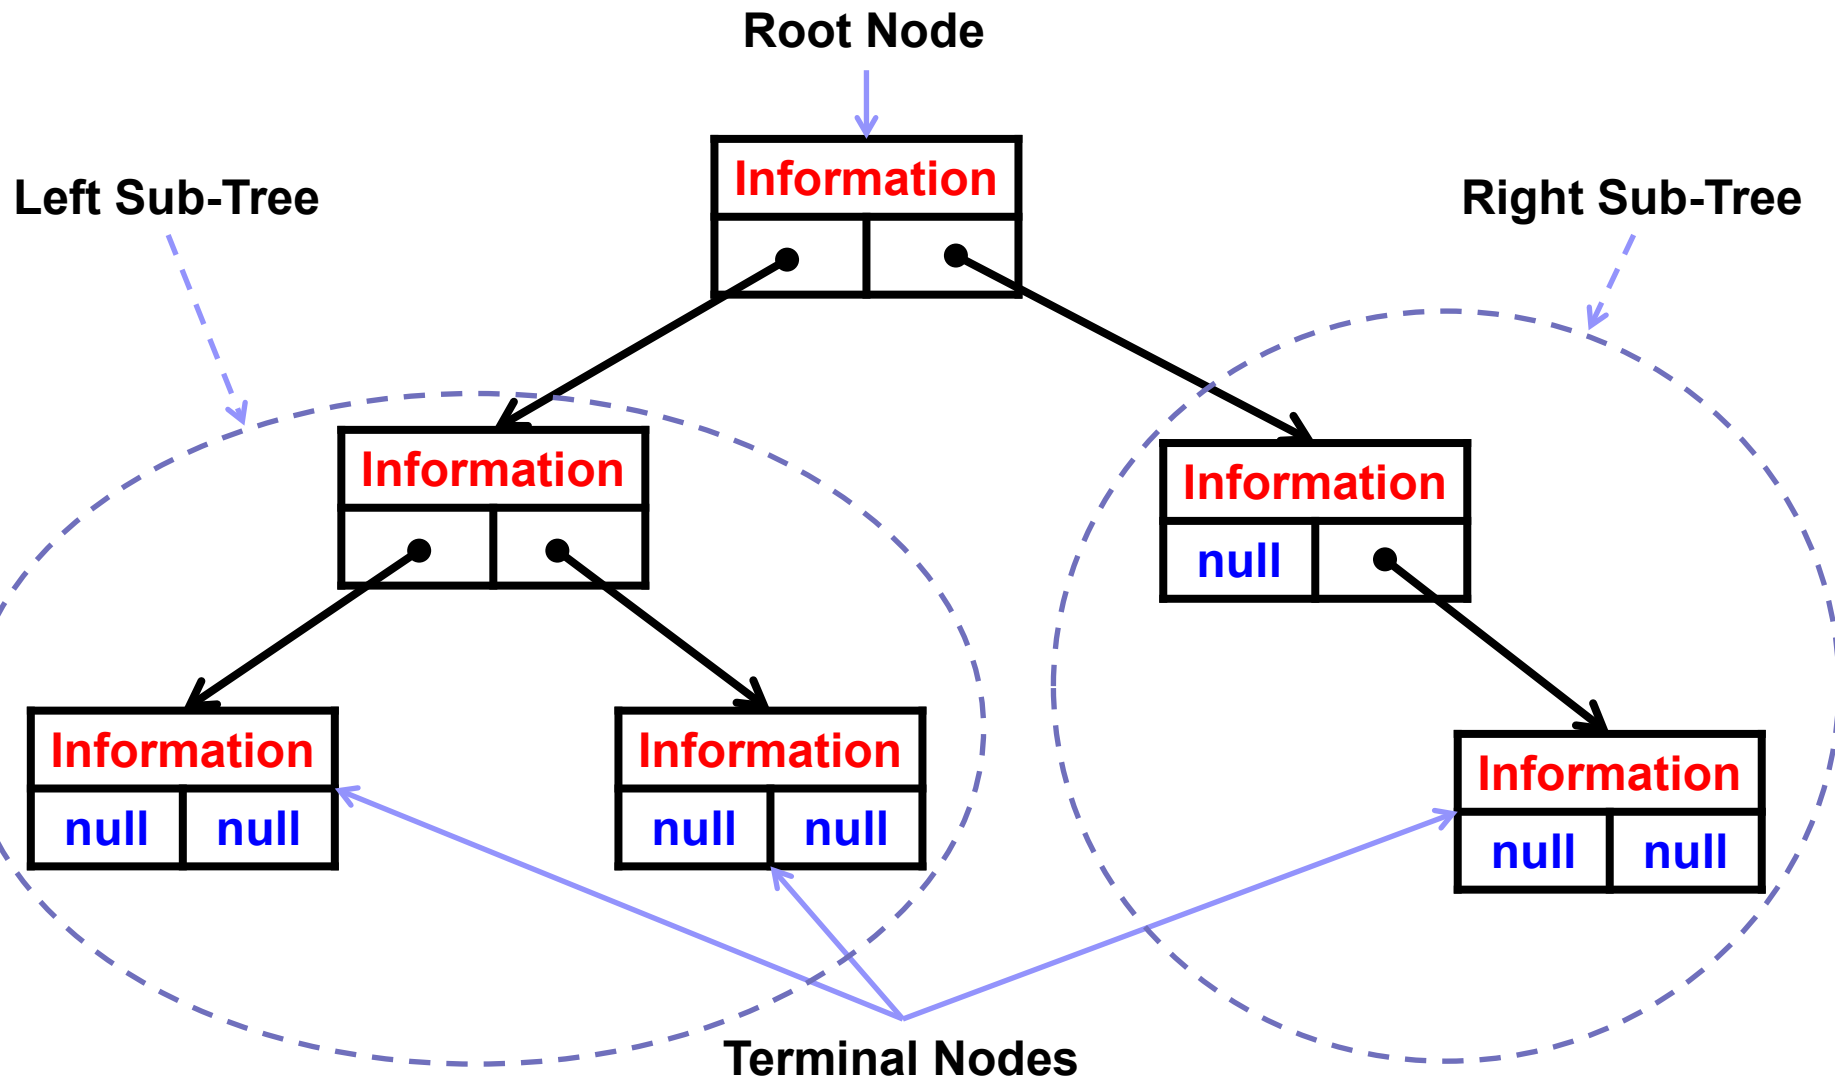 Root Node
Information
Left Sub-Tree
Right Sub-Tree
Information
Information
null
Information
Information
Information
null null
null null
null null
Terminal Nodes